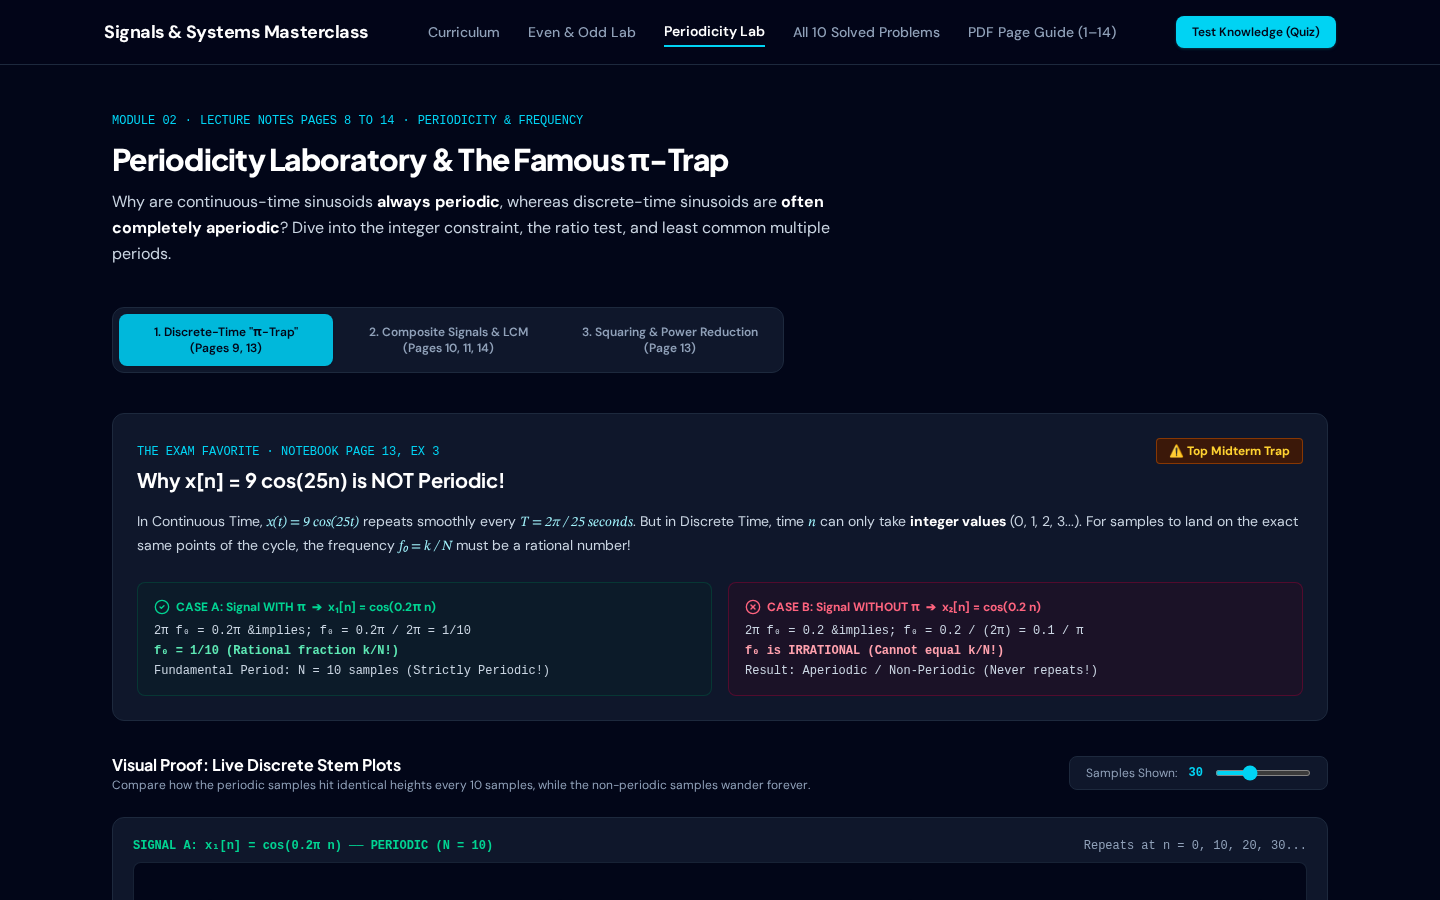 Signals & Systems Masterclass
Curriculum
Even & Odd Lab
Periodicity Lab
All 10 Solved Problems
PDF Page Guide (1–14)
Test Knowledge (Quiz)
MODULE 02 · LECTURE NOTES PAGES 8 TO 14 · PERIODICITY & FREQUENCY
Periodicity Laboratory & The Famous π-Trap
Why are continuous-time sinusoids always periodic, whereas discrete-time sinusoids are often
completely aperiodic? Dive into the integer constraint, the ratio test, and least common multiple
periods.
1. Discrete-Time "π-Trap"
(Pages 9, 13)
2. Composite Signals & LCM
(Pages 10, 11, 14)
3. Squaring & Power Reduction
(Page 13)
THE EXAM FAVORITE · NOTEBOOK PAGE 13, EX 3
⚠️ Top Midterm Trap
Why x[n] = 9 cos(25n) is NOT Periodic!
In Continuous Time, x(t) = 9 cos(25t) repeats smoothly every T = 2π / 25 seconds. But in Discrete Time, time n can only take integer values (0, 1, 2, 3...). For samples to land on the exact
same points of the cycle, the frequency f₀ = k / N must be a rational number!
CASE A: Signal WITH π ➔ x₁[n] = cos(0.2π n)
2π f₀ = 0.2π &implies; f₀ = 0.2π / 2π = 1/10
f₀ = 1/10 (Rational fraction k/N!)
Fundamental Period: N = 10 samples (Strictly Periodic!)
CASE B: Signal WITHOUT π ➔ x₂[n] = cos(0.2 n)
2π f₀ = 0.2 &implies; f₀ = 0.2 / (2π) = 0.1 / π
f₀ is IRRATIONAL (Cannot equal k/N!)
Result: Aperiodic / Non-Periodic (Never repeats!)
Visual Proof: Live Discrete Stem Plots
Compare how the periodic samples hit identical heights every 10 samples, while the non-periodic samples wander forever.
Samples Shown: 30
SIGNAL A: x₁[n] = cos(0.2π n) —— PERIODIC (N = 10)
Repeats at n = 0, 10, 20, 30...